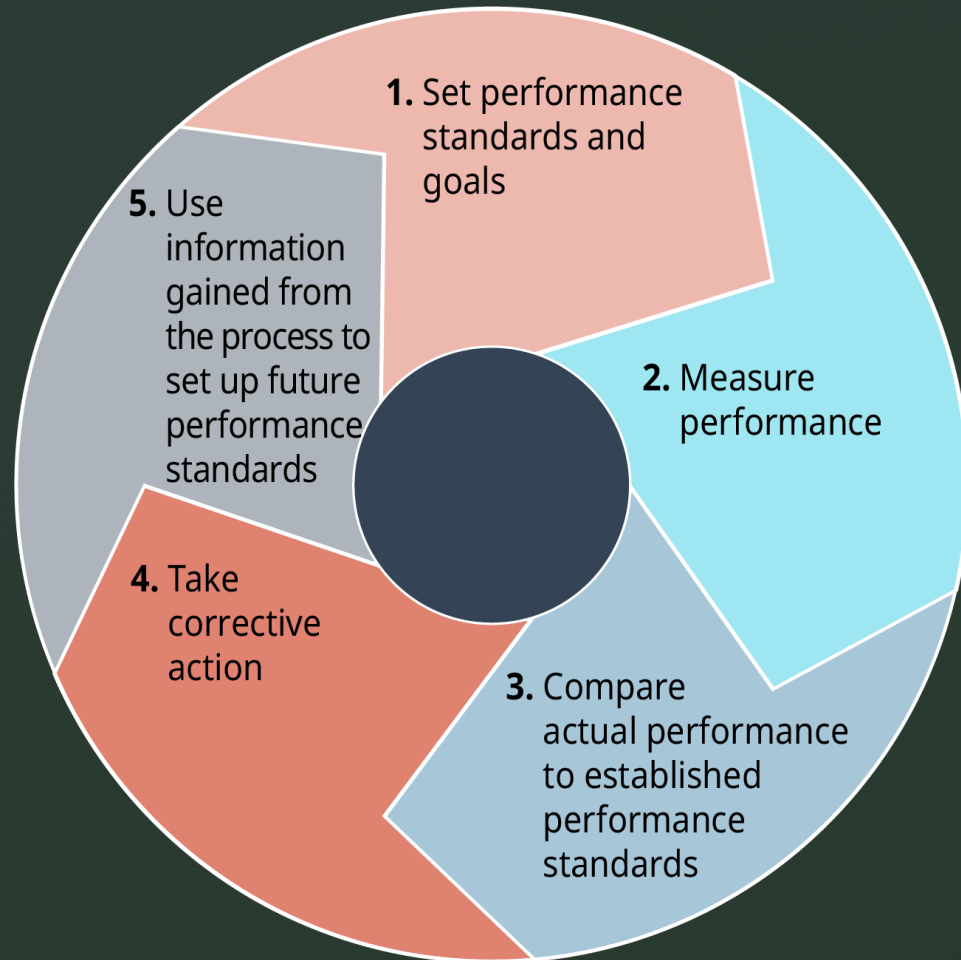 1. Set performance
standards and
goals
2. Measure
performance
3. Compare
actual performance
to established
performance
standards
4. Take
corrective
action
5. Use
information
gained from
the process to
set up future
performance
standards